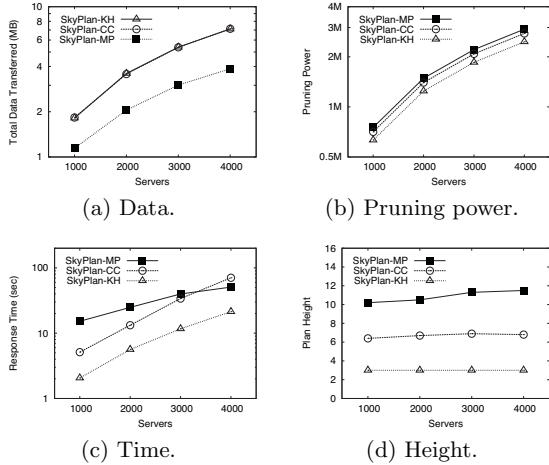 SkyPlan-KH
SkyPlan-CC
SkyPlan-MP
Total Data Transferred (MB)
10
8
6
4
2
1
1000 2000 3000 4000
Servers
(a) Data.
SkyPlan-MP
SkyPlan-CC
SkyPlan-KH
Pruning Power
4M
3M
2M
1M
0.5M
1000 2000 3000 4000
Servers
(b) Pruning power.
SkyPlan-MP
SkyPlan-CC
SkyPlan-KH
Response Time (sec)
100
10
1
1000 2000 3000 4000
Servers
(c) Time.
SkyPlan-MP
SkyPlan-CC
SkyPlan-KH
Plan Height
16
14
12
10
8
6
4
2
0
1000 2000 3000 4000
Servers
(d) Height.